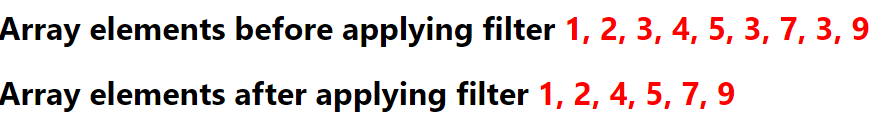 Array elements before applying filter 1, 2, 3, 4, 5, 3, 7, 3, 9
Array elements after applying filter 1, 2, 4, 5, 7, 9